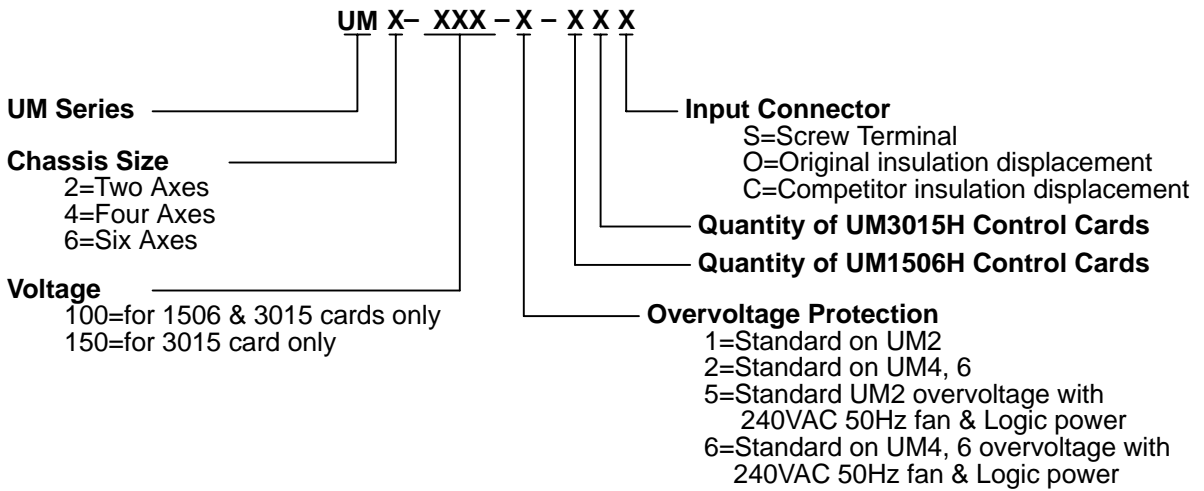 UM X– XXX – X – X X X
UM Series
Chassis Size
2=Two Axes
4=Four Axes
6=Six Axes
Voltage
100=for 1506 & 3015 cards only
150=for 3015 card only
Input Connector
S=Screw Terminal
O=Original insulation displacement
C=Competitor insulation displacement
Quantity of UM3015H Control Cards
Quantity of UM1506H Control Cards
Overvoltage Protection
1=Standard on UM2
2=Standard on UM4, 6
5=Standard UM2 overvoltage with
240VAC 50Hz fan & Logic power
6=Standard on UM4, 6 overvoltage with
240VAC 50Hz fan & Logic power